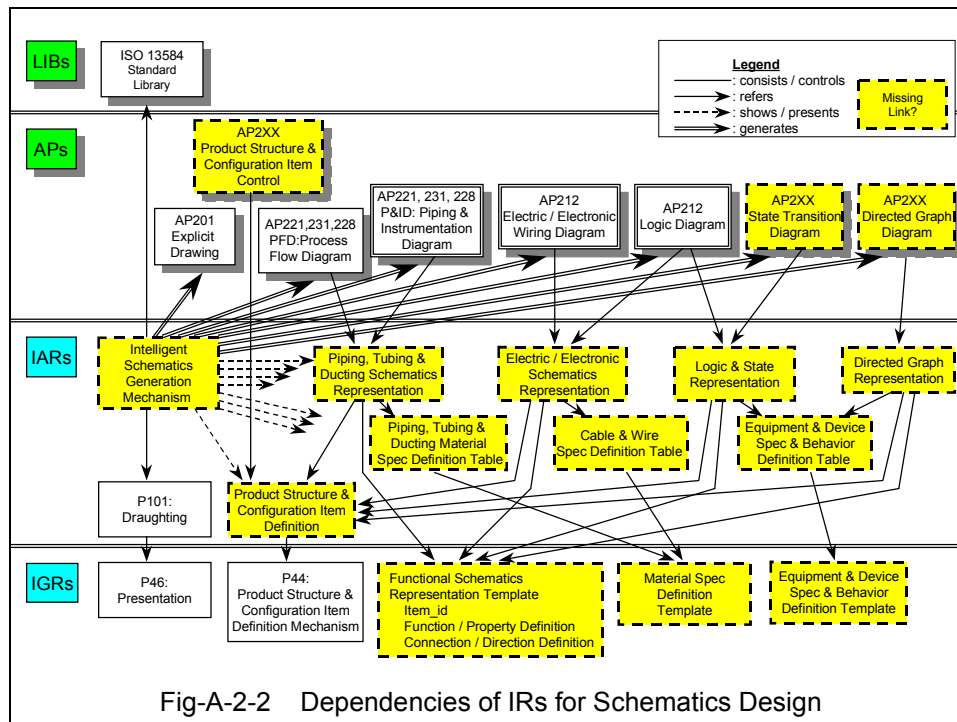 LIBs
ISO 13584
Standard
Library
Legend
: consists / controls
: refers
: shows / presents
: generates
Missing
Link?
APs
AP2XX
Product Structure &
Configuration Item
Control
AP201
Explicit
Drawing
AP221,231,228
PFD:Process
Flow Diagram
AP221, 231, 228
P&ID: Piping &
Instrumentation
Diagram
AP212
Electric / Electronic
Wiring Diagram
AP212
Logic Diagram
AP2XX
State Transition
Diagram
AP2XX
Directed Graph
Diagram
IARs
Intelligent
Schematics
Generation
Mechanism
Piping, Tubing &
Ducting Schematics
Representation
Electric / Electronic
Schematics
Representation
Logic & State
Representation
Directed Graph
Representation
Piping, Tubing &
Ducting Material
Spec Definition Table
Cable & Wire
Spec Definition Table
Equipment & Device
Spec & Behavior
Definition Table
P101:
Draughting
Product Structure &
Configuration Item
Definition
IGRs
P46:
Presentation
P44:
Product Structure &
Configuration Item
Definition Mechanism
Functional Schematics
Representation Template
Item_id
Function / Property Definition
Connection / Direction Definition
Material Spec
Definition
Template
Equipment & Device
Spec & Behavior
Definition Template
Fig-A-2-2 Dependencies of IRs for Schematics Design